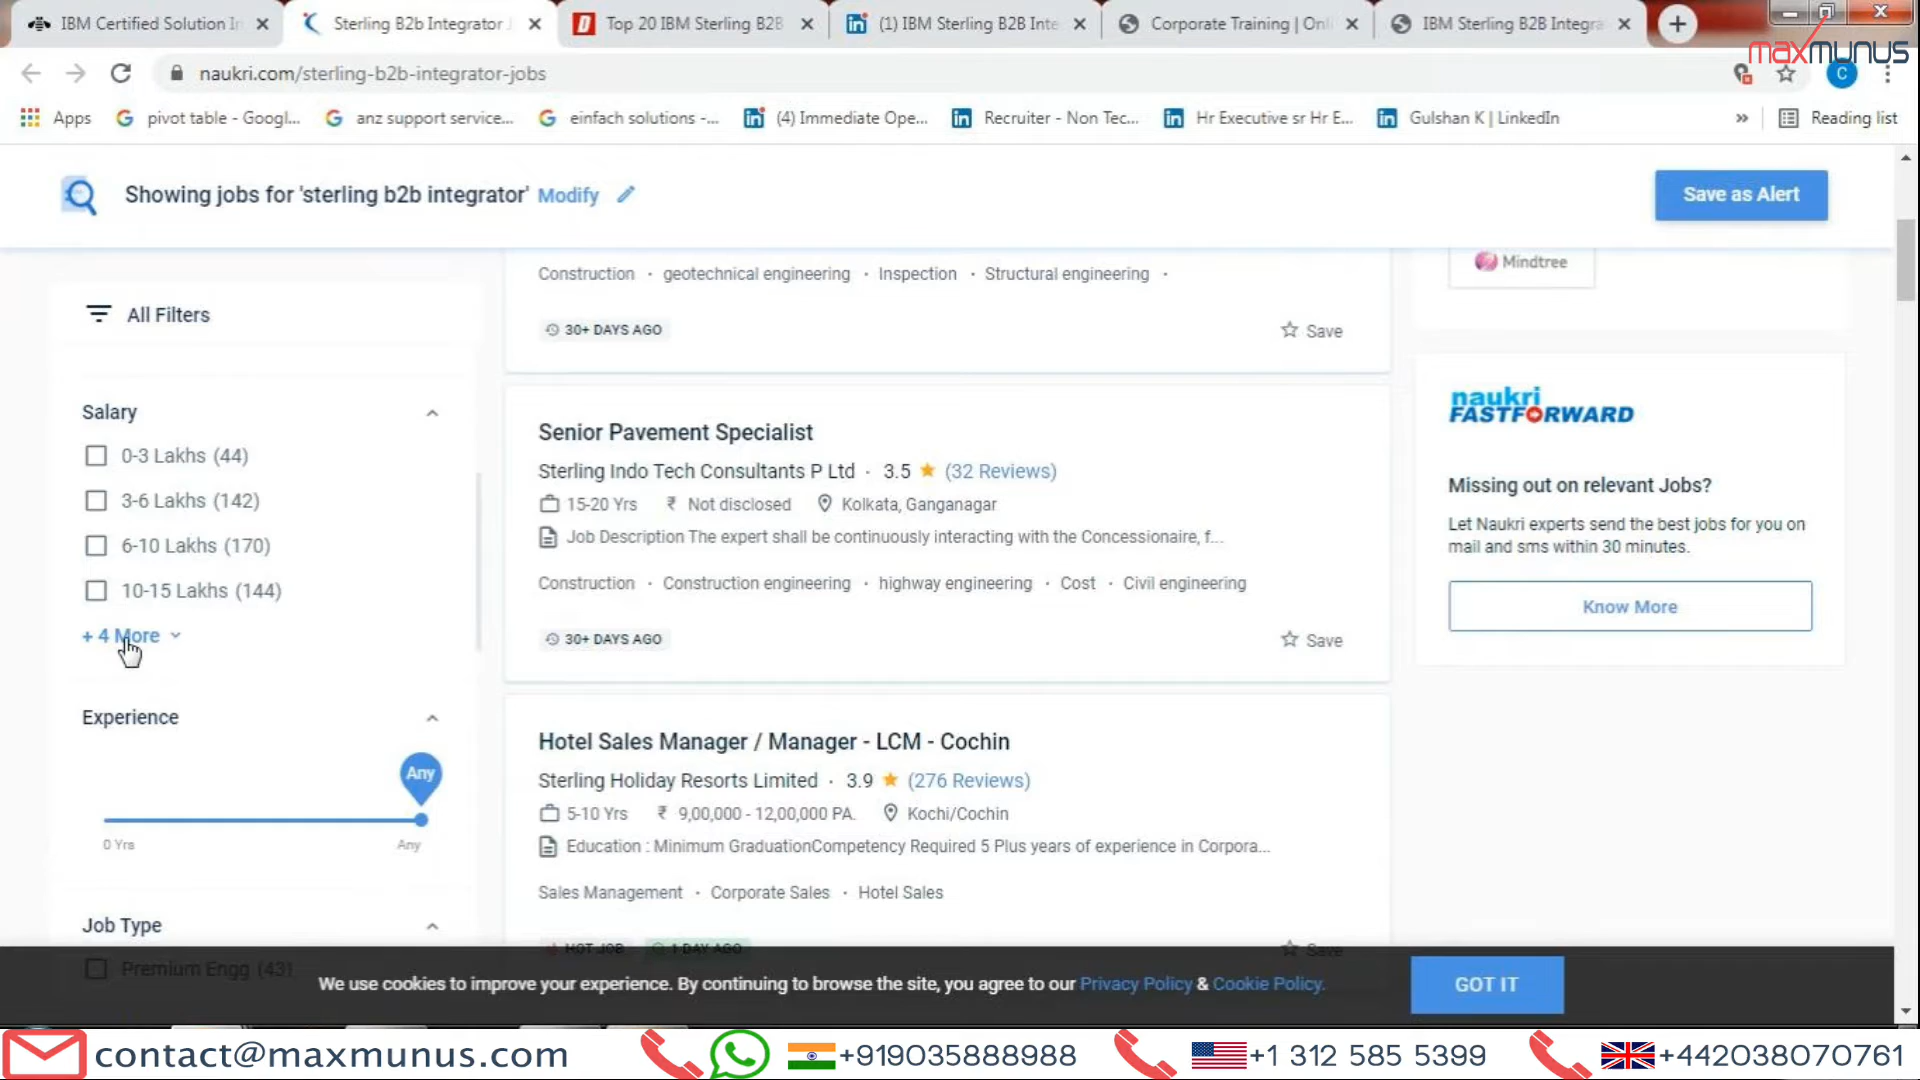 IBM Certified Solution In
Sterling B2b Integrator J
Top 20 IBM Sterling B2B
(1) IBM Sterling B2B Inte
Corporate Training | Onli
IBM Sterling B2B Integra
maxmunus
naukri.com/sterling-b2b-integrator-jobs
C
Apps
pivot table - Googl...
anz support service...
einfach solutions -...
(4) Immediate Ope...
Recruiter - Non Tec...
Hr Executive sr Hr E...
Gulshan K | LinkedIn
»
Reading list
Showing jobs for 'sterling b2b integrator' Modify
Save as Alert
All Filters
Salary
0-3 Lakhs (44)
3-6 Lakhs (142)
6-10 Lakhs (170)
10-15 Lakhs (144)
+ 4 More
Experience
Any
0 Yrs
Any
Job Type
Premium Engg (43)
Construction · geotechnical engineering · Inspection · Structural engineering ·
30+ DAYS AGO
Save
Senior Pavement Specialist
Sterling Indo Tech Consultants P Ltd · 3.5 ★ (32 Reviews)
15-20 Yrs ₹ Not disclosed Kolkata, Ganganagar
Job Description The expert shall be continuously interacting with the Concessionaire, f...
Construction · Construction engineering · highway engineering · Cost · Civil engineering
30+ DAYS AGO
Save
Hotel Sales Manager / Manager - LCM - Cochin
Sterling Holiday Resorts Limited · 3.9 ★ (276 Reviews)
5-10 Yrs ₹ 9,00,000 - 12,00,000 PA. Kochi/Cochin
Education : Minimum GraduationCompetency Required 5 Plus years of experience in Corpora...
Sales Management · Corporate Sales · Hotel Sales
HOT JOB
1 DAY AGO
Save
Mindtree
naukri
FASTFORWARD
Missing out on relevant Jobs?
Let Naukri experts send the best jobs for you on
mail and sms within 30 minutes.
Know More
We use cookies to improve your experience. By continuing to browse the site, you agree to our Privacy Policy & Cookie Policy.
GOT IT
contact@maxmunus.com
+919035888988
+1 312 585 5399
+442038070761